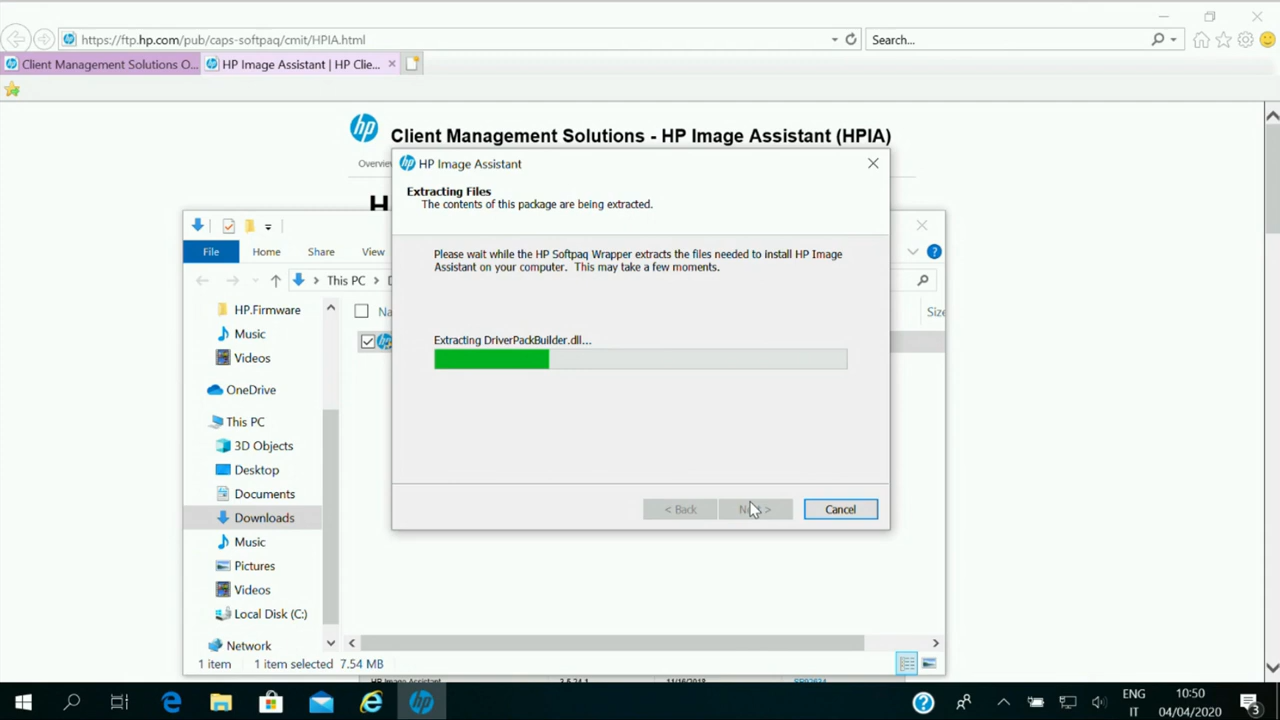 https://ftp.hp.com/pub/caps-softpaq/cmit/HPIA.html
Search...
Client Management Solutions O...
HP Image Assistant | HP Clie...
hp
Client Management Solutions - HP Image Assistant (HPIA)
HP Image Assistant
Extracting Files
The contents of this package are being extracted.
Please wait while the HP Softpaq Wrapper extracts the files needed to install HP Image
Assistant on your computer. This may take a few moments.
Extracting DriverPackBuilder.dll...
< Back
Cancel
File
Home
Share
View
This PC
HP.Firmware
Music
Videos
OneDrive
This PC
3D Objects
Desktop
Documents
Downloads
Music
Pictures
Videos
Local Disk (C:)
Network
1 item
1 item selected 7.54 MB
ENG
IT
10:50
04/04/2020
3